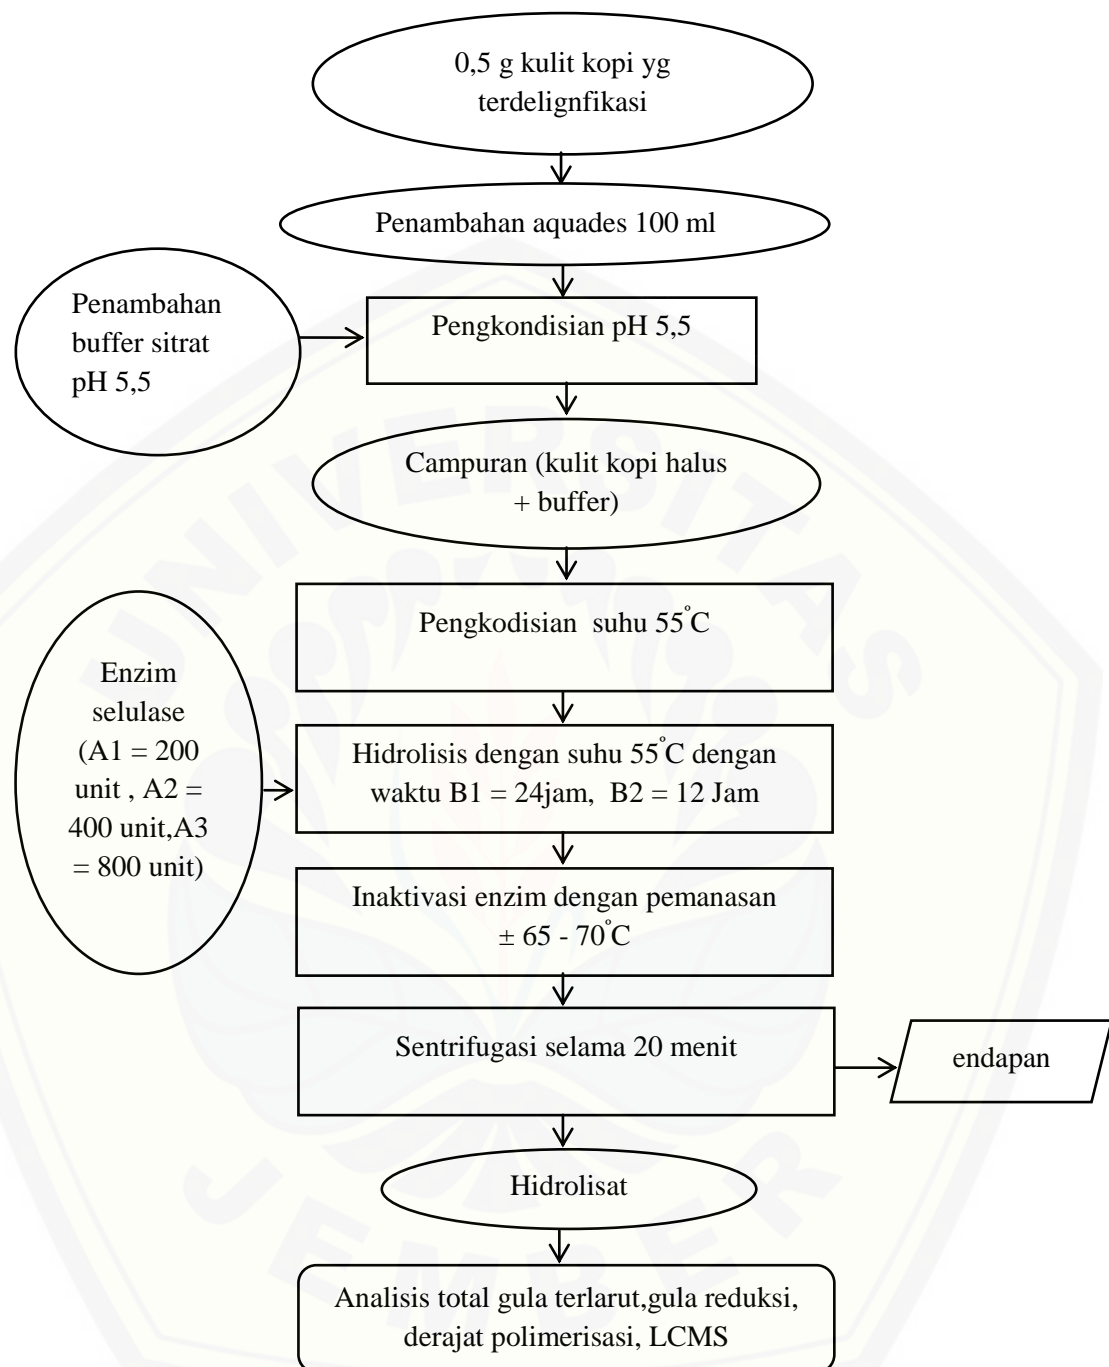 0,5 g kulit kopi yg
terdelignfikasi
Penambahan aquades 100 ml
Penambahan
buffer sitrat
pH 5,5
Pengkondisian pH 5,5
Campuran (kulit kopi halus
+ buffer)
Pengkodisian suhu 55°C
Enzim
selulase
(A1 = 200
unit , A2 =
400 unit,A3
= 800 unit)
Hidrolisis dengan suhu 55°C dengan
waktu B1 = 24jam, B2 = 12 Jam
Inaktivasi enzim dengan pemanasan
± 65 - 70°C
Sentrifugasi selama 20 menit
endapan
Hidrolisat
Analisis total gula terlarut,gula reduksi,
derajat polimerisasi, LCMS
UNIVERSITAS
JEMBER